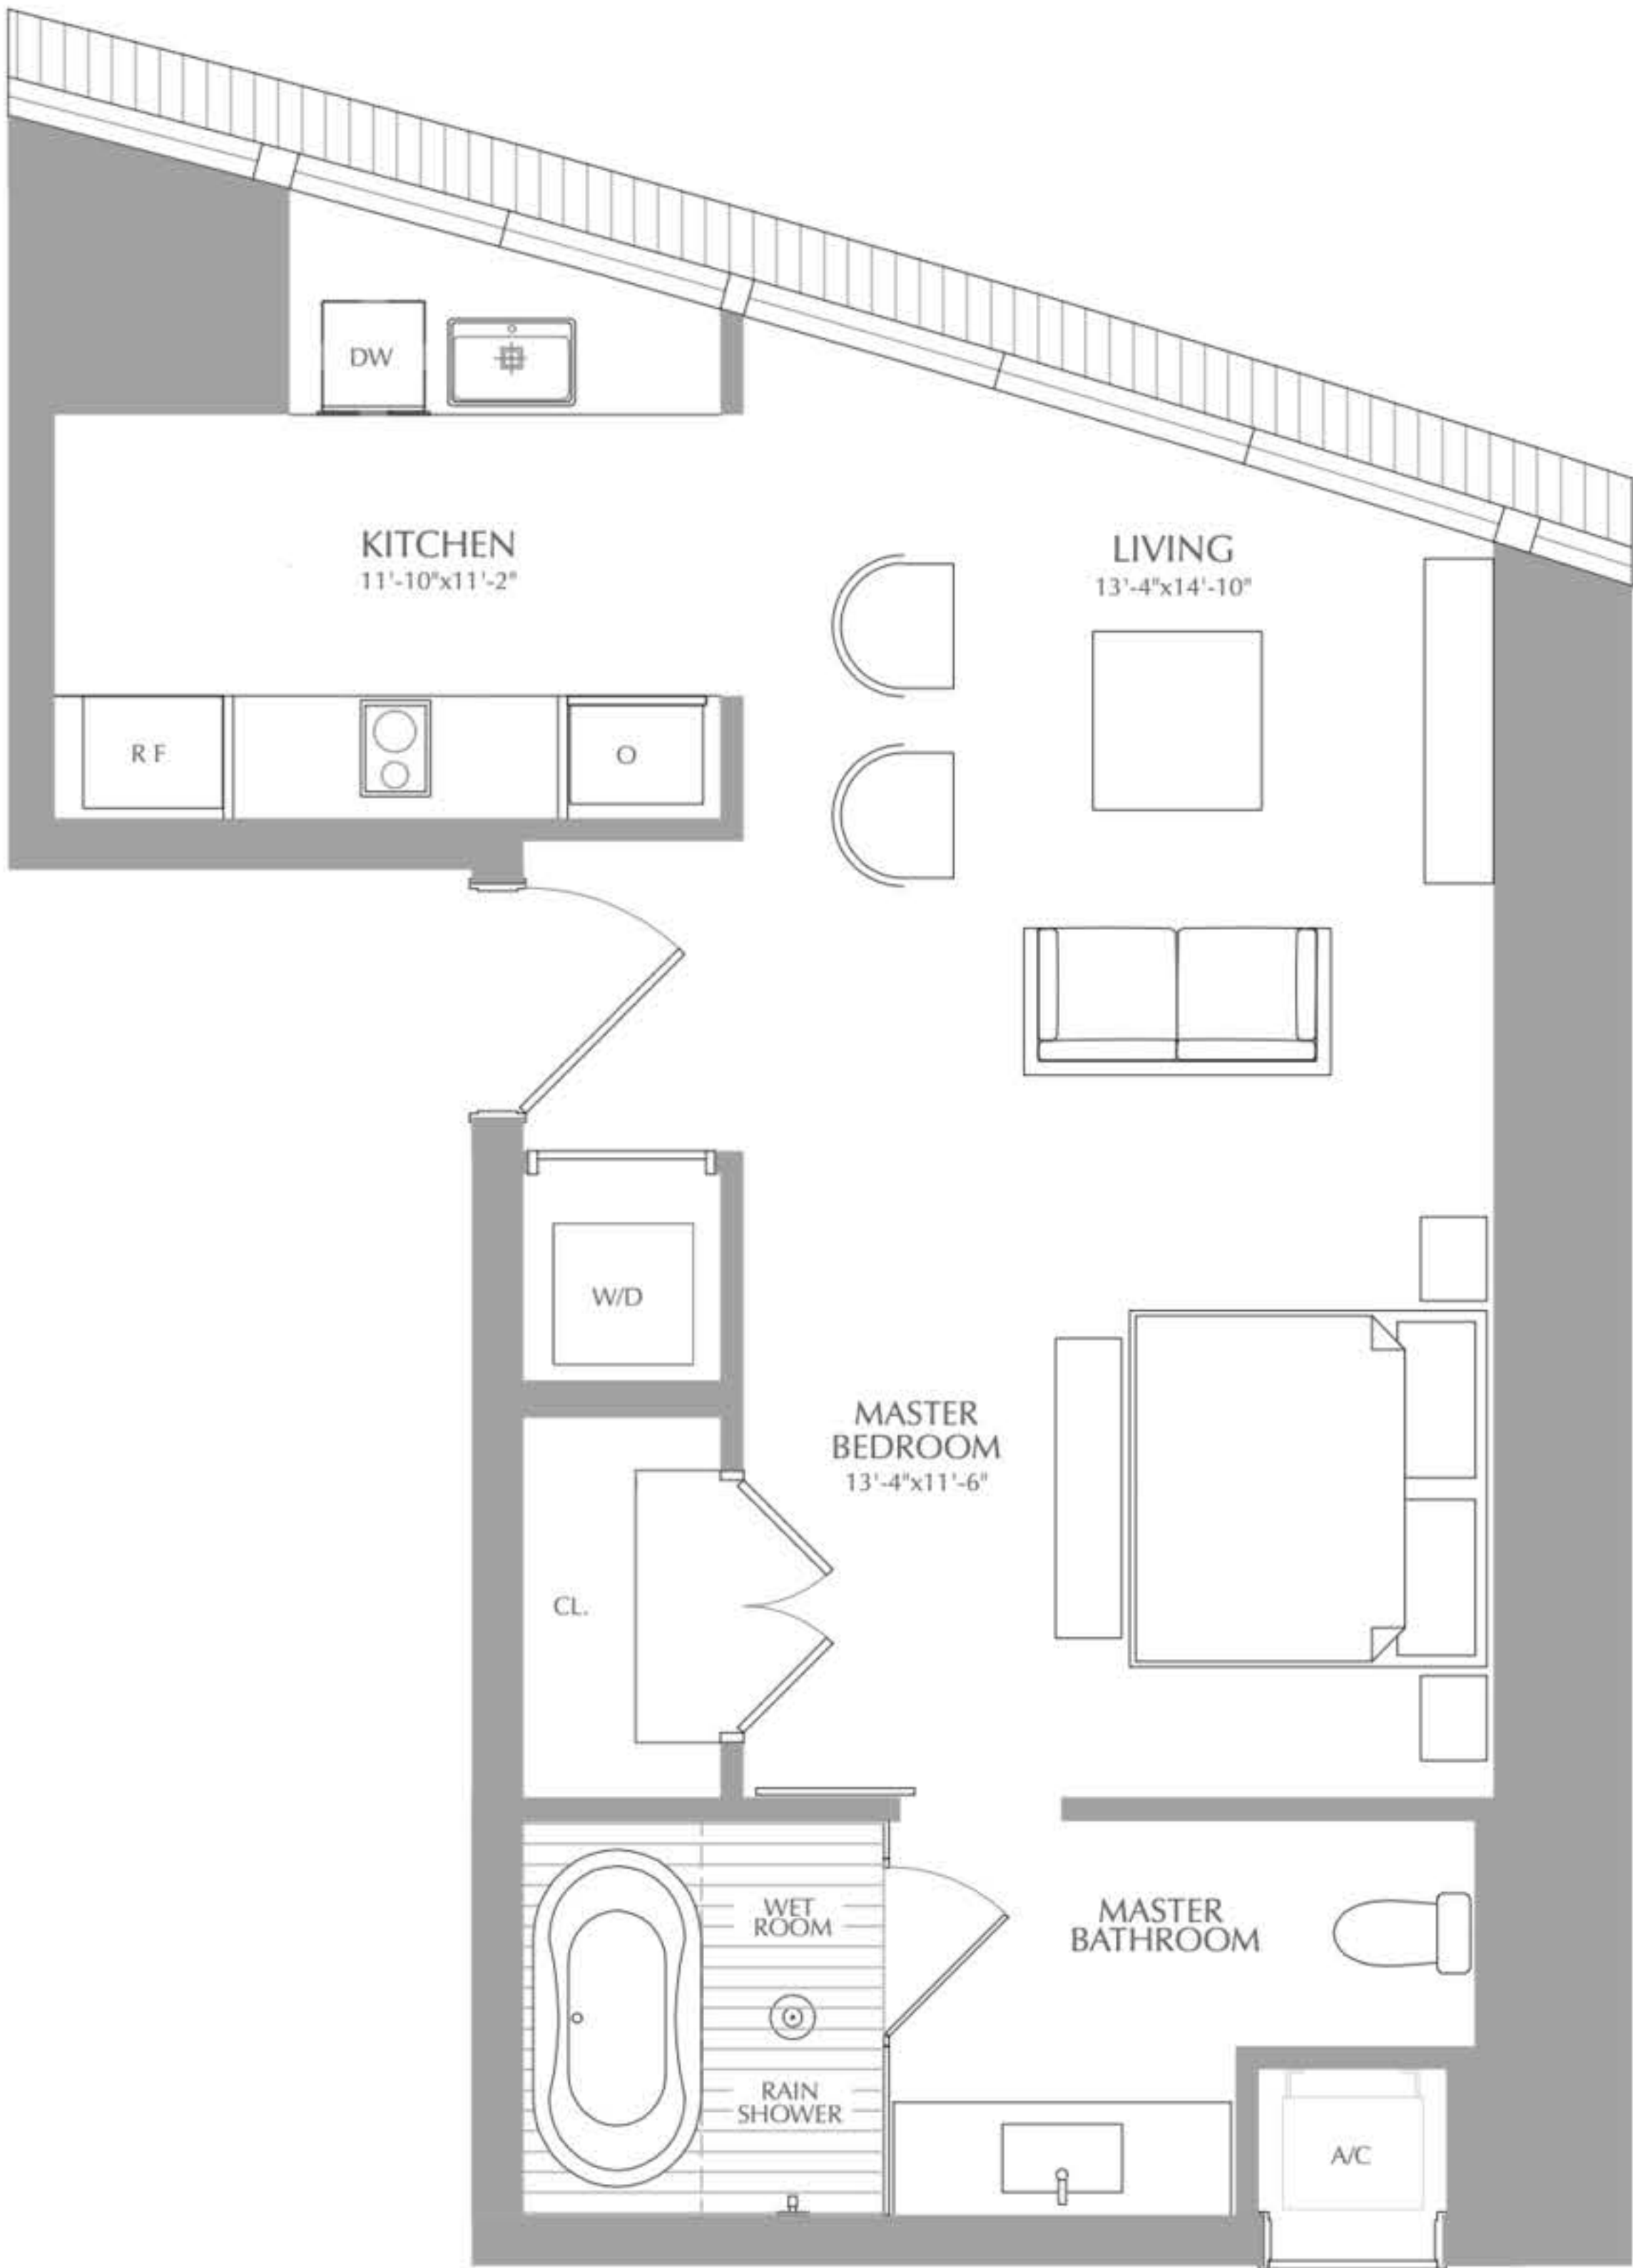 DW
KITCHEN
11'-10"x11'-2"
LIVING
13'-4"x14'-10"
R F
O
W/D
MASTER
BEDROOM
13'-4"x11'-6"
CL.
WET
ROOM
MASTER
BATHROOM
RAIN
SHOWER
A/C